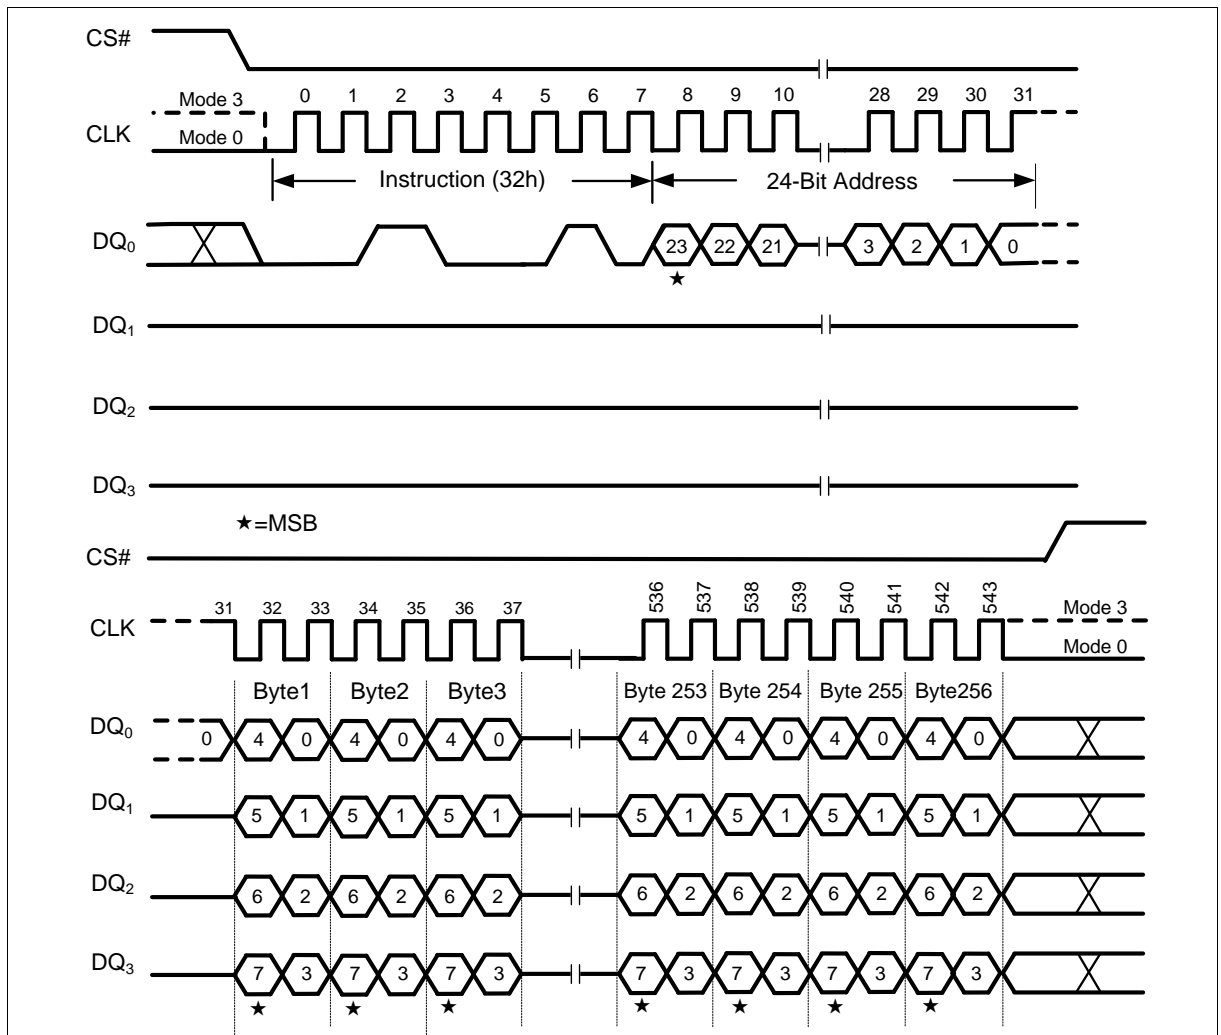 CS#
Mode 3 0 1 2 3 4 5 6 7 8 9 10 28 29 30 31
CLK Mode 0
Instruction (32h) 24-Bit Address
DQ0 23 22 21 3 2 1 0
★
DQ1
DQ2
DQ3
★=MSB
CS#
31 32 33 34 35 36 37 536 537 538 539 540 541 542 543 Mode 3
CLK
Mode 0
Byte1 Byte2 Byte3 Byte 253 Byte 254 Byte 255 Byte256
DQ0 0 4 0 4 0 4 0 4 0 4 0 4 0 4 0
DQ1 5 1 5 1 5 1 5 1 5 1 5 1 5 1
DQ2 6 2 6 2 6 2 6 2 6 2 6 2 6 2
DQ3 7 3 7 3 7 3 7 3 7 3 7 3 7 3
★ ★ ★ ★ ★ ★ ★